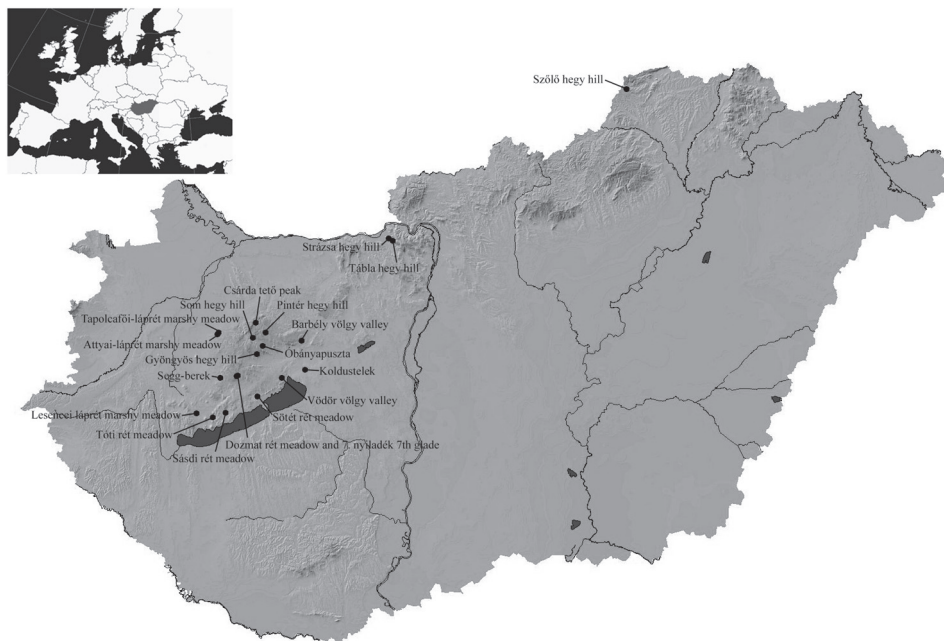 Szőlő hegy hill
Strázsa hegy hill
Tábla hegy hill
Csárda tető peak
Som hegy hill
Pintér hegy hill
Tapolcafői-láprét marshy meadow
Barbély völgy valley
Attyai-láprét marshy meadow
Óbányapuszta
Gyöngyös hegy hill
Koldustelek
Segg-berek
Vödör völgy valley
Lesencei láprét marshy meadow
Sötét rét meadow
Tóti rét meadow
Dozmat rét meadow and 7. nyiladék 7th glade
Sásdi rét meadow